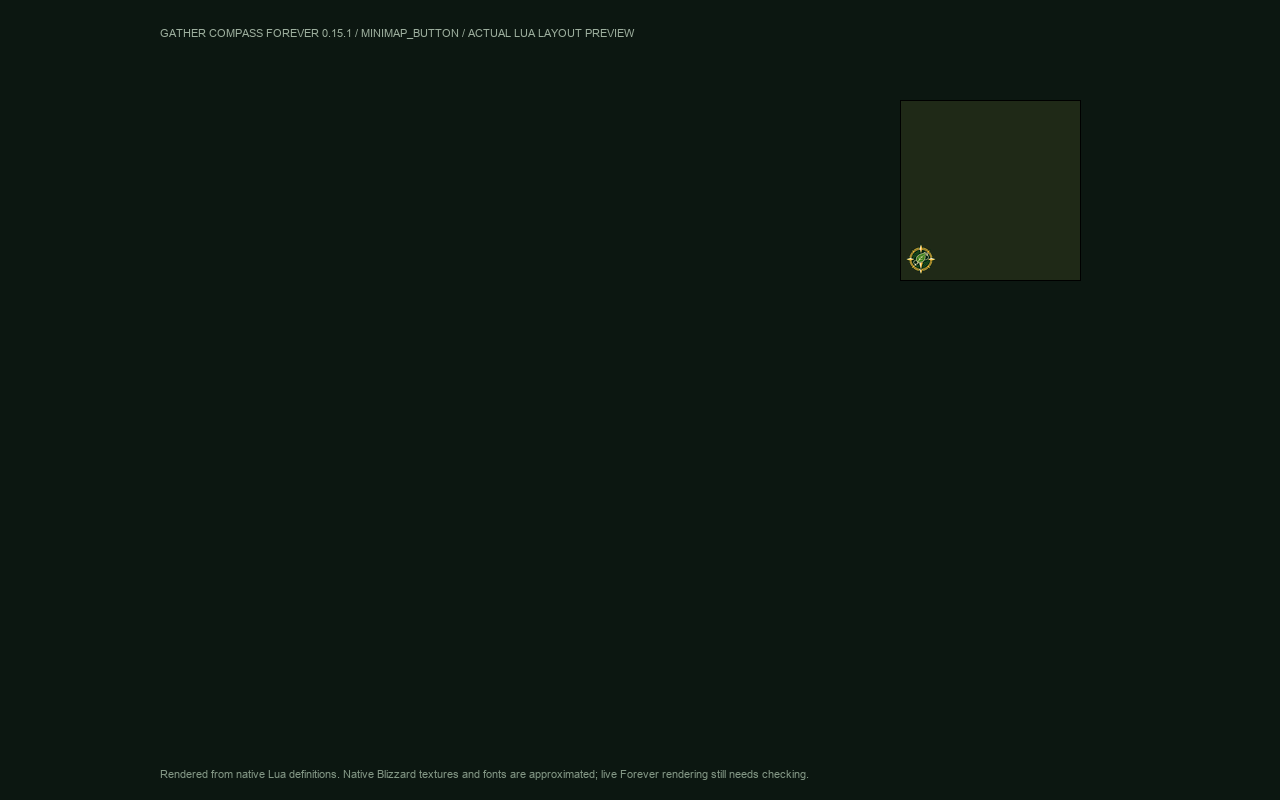 GATHER COMPASS FOREVER 0.15.1 / MINIMAP_BUTTON / ACTUAL LUA LAYOUT PREVIEW
Rendered from native Lua definitions. Native Blizzard textures and fonts are approximated; live Forever rendering still needs checking.